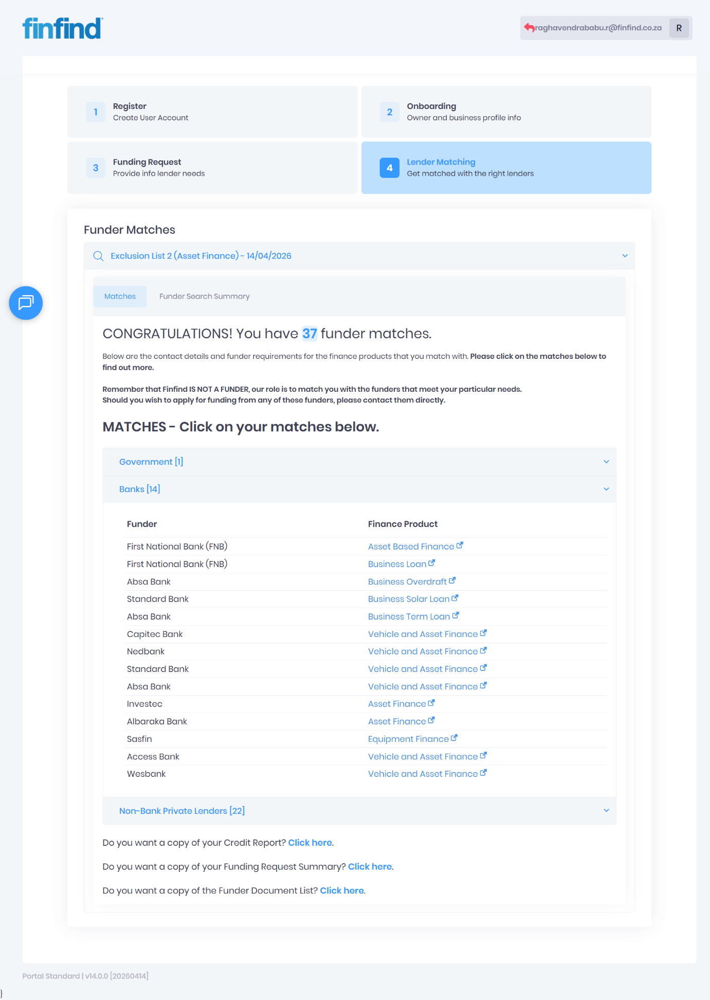 finfind®
raghavendrababu.r@finfind.co.za R
1 Register
Create User Account
2 Onboarding
Owner and business profile info
3 Funding Request
Provide info lender needs
4 Lender Matching
Get matched with the right lenders
Funder Matches
Exclusion List 2 (Asset Finance) - 14/04/2026
Matches Funder Search Summary
CONGRATULATIONS! You have 37 funder matches.
Below are the contact details and funder requirements for the finance products that you match with. Please click on the matches below to
find out more.
Remember that Finfind IS NOT A FUNDER, our role is to match you with the funders that meet your particular needs.
Should you wish to apply for funding from any of these funders, please contact them directly.
MATCHES - Click on your matches below.
Government [1]
Banks [14]
Funder Finance Product
First National Bank (FNB) Asset Based Finance
First National Bank (FNB) Business Loan
Absa Bank Business Overdraft
Standard Bank Business Solar Loan
Absa Bank Business Term Loan
Capitec Bank Vehicle and Asset Finance
Nedbank Vehicle and Asset Finance
Standard Bank Vehicle and Asset Finance
Absa Bank Vehicle and Asset Finance
Investec Asset Finance
Albaraka Bank Asset Finance
Sasfin Equipment Finance
Access Bank Vehicle and Asset Finance
Wesbank Vehicle and Asset Finance
Non-Bank Private Lenders [22]
Do you want a copy of your Credit Report? Click here.
Do you want a copy of your Funding Request Summary? Click here.
Do you want a copy of the Funder Document List? Click here.
Portal Standard | v14.0.0 [20260414]
}